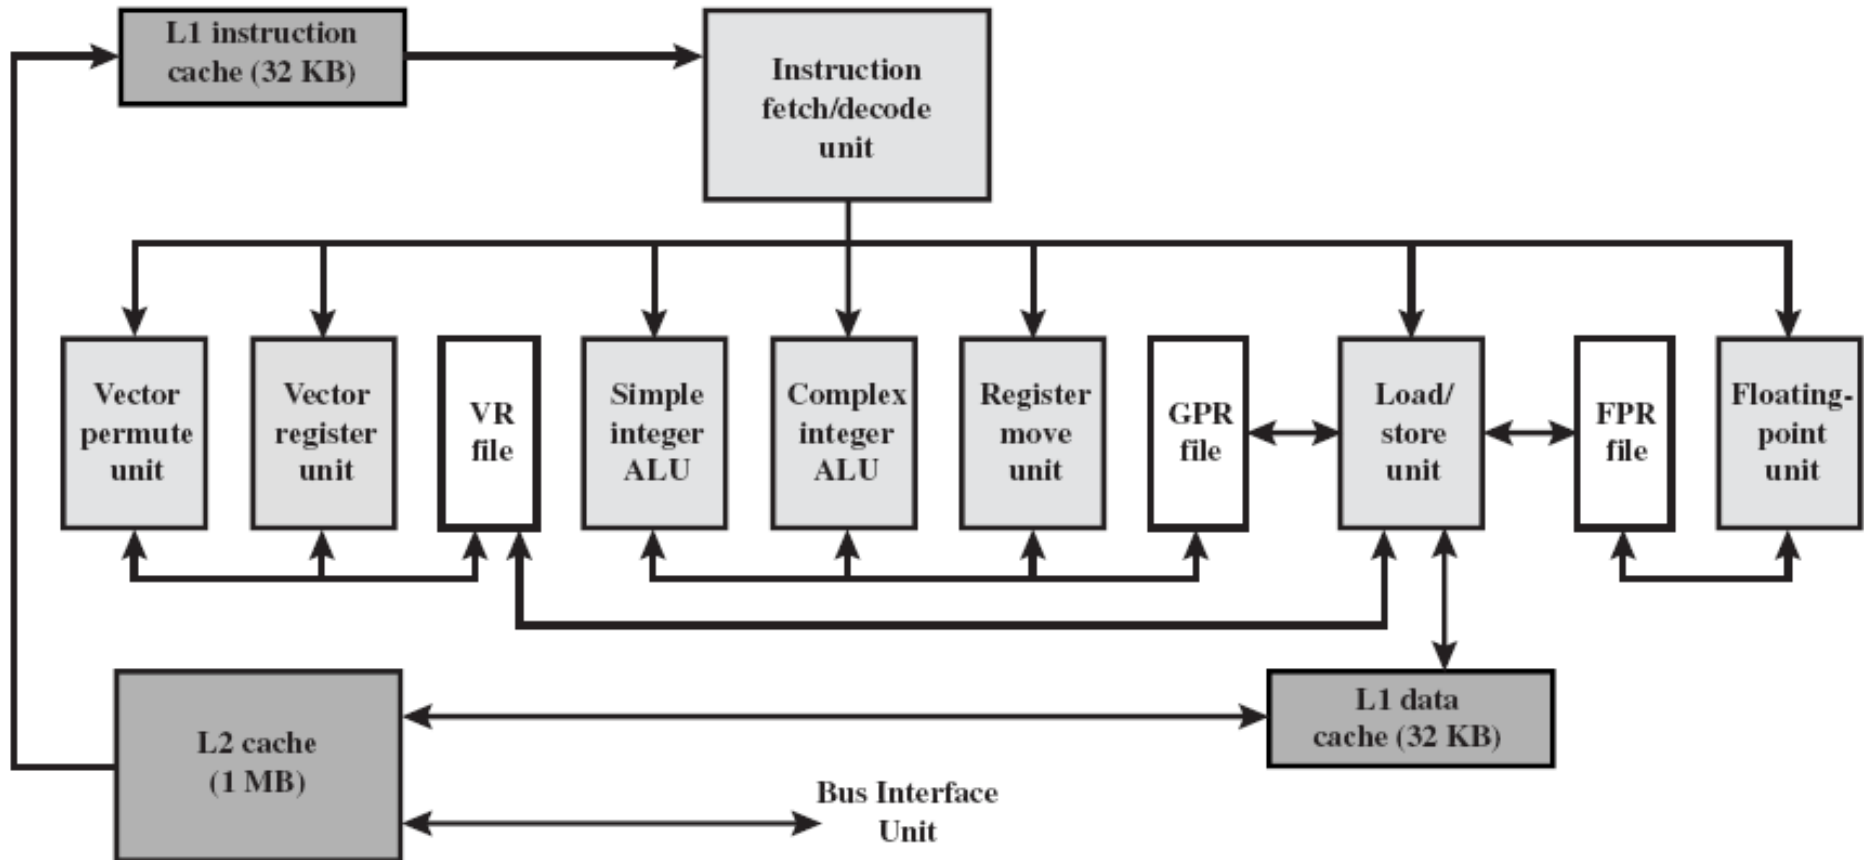 L1 instruction
cache (32 KB)
Instruction
fetch/decode
unit
Vector
permute
unit
Vector
register
unit
VR
file
Simple
integer
ALU
Complex
integer
ALU
Register
move
unit
GPR
file
Load/
store
unit
FPR
file
Floating-
point
unit
L2 cache
(1 MB)
L1 data
cache (32 KB)
Bus Interface
Unit